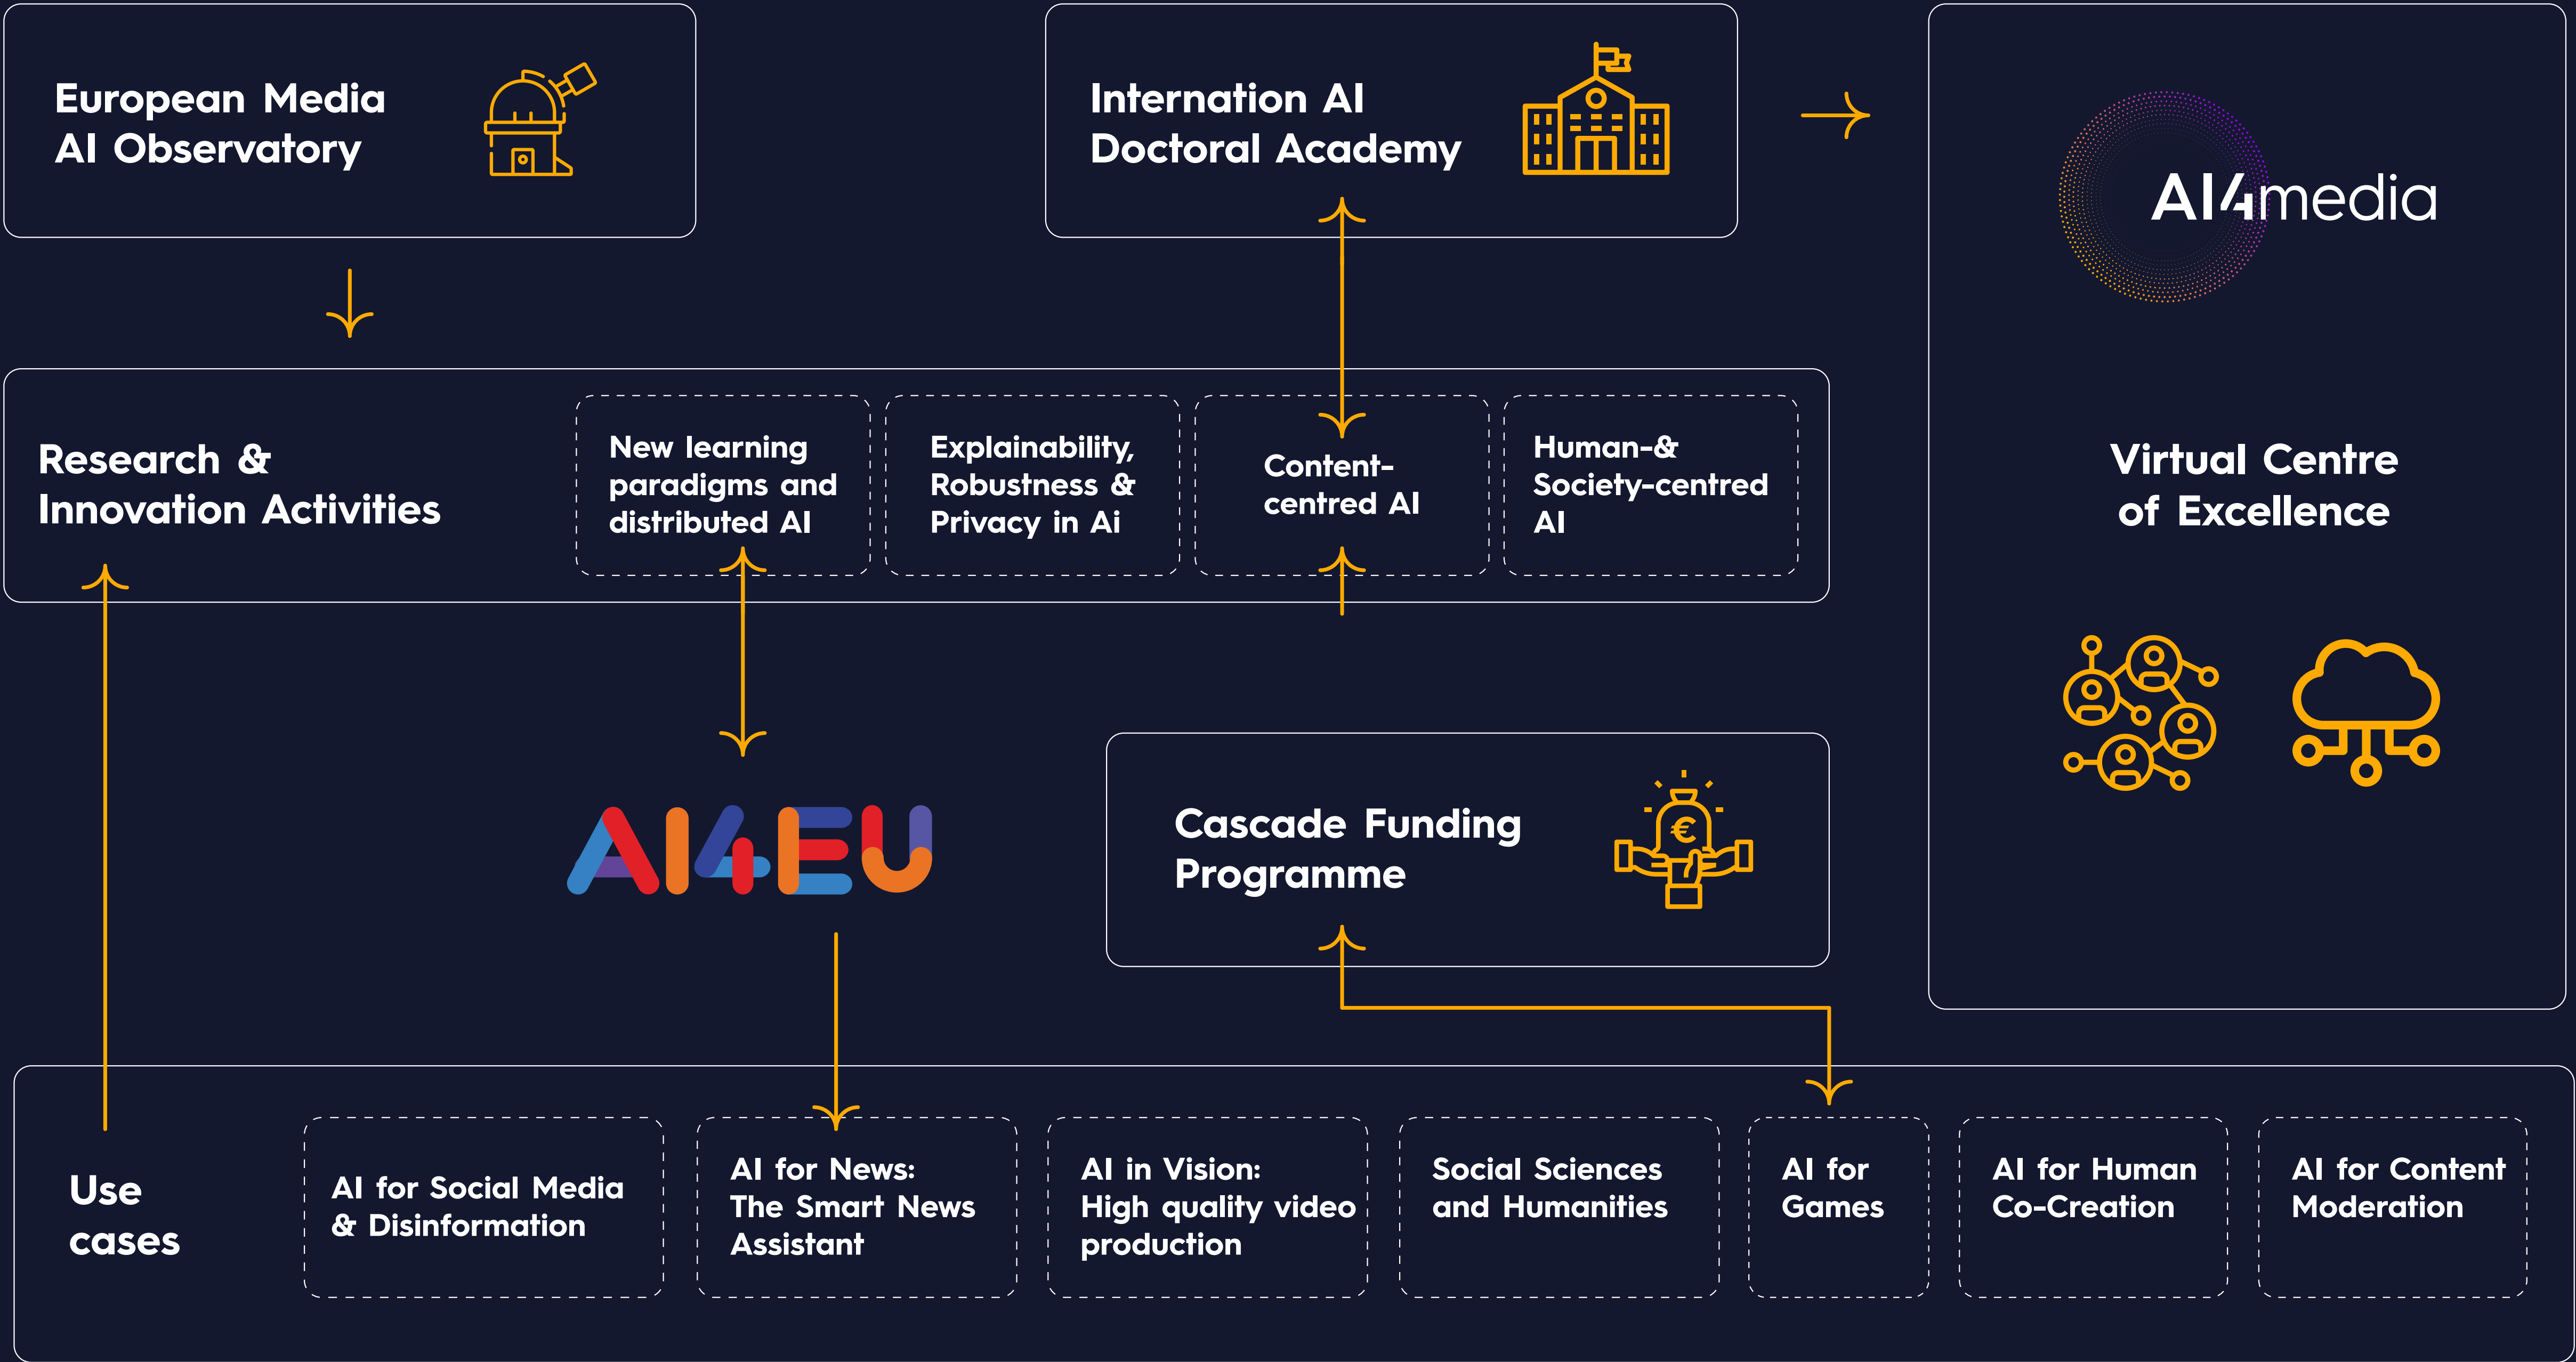 European Media
AI Observatory
Internation AI
Doctoral Academy
AI4media
Virtual Centre
of Excellence
Research &
Innovation Activities
New learning
paradigms and
distributed AI
Explainability,
Robustness &
Privacy in Ai
Content-
centred AI
Human-&
Society-centred
AI
AI4EU
Cascade Funding
Programme
€
Use
cases
AI for Social Media
& Disinformation
AI for News:
The Smart News
Assistant
AI in Vision:
High quality video
production
Social Sciences
and Humanities
AI for
Games
AI for Human
Co-Creation
AI for Content
Moderation